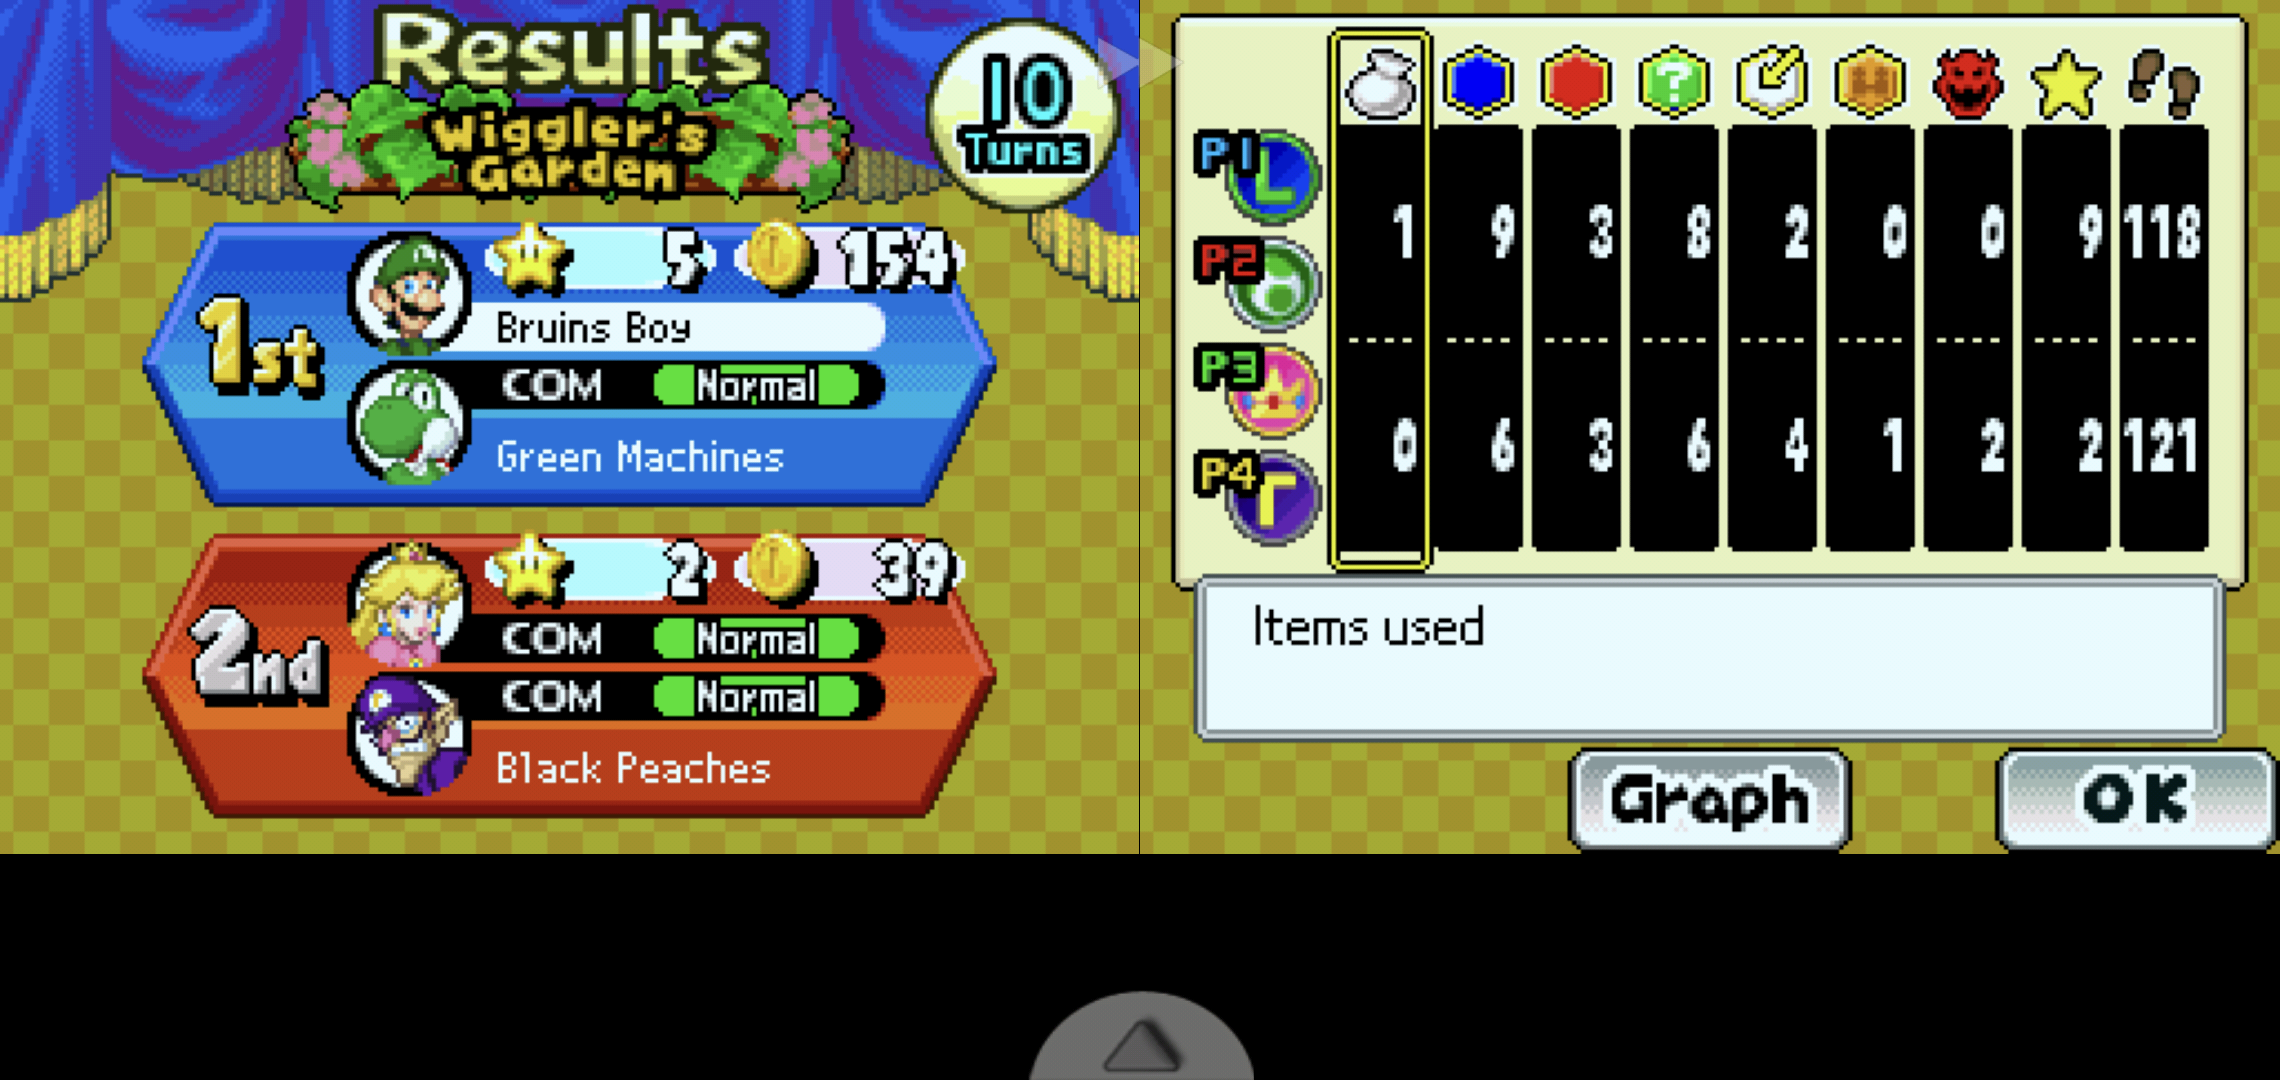 Results
Wiggler's
Garden
10
Turns
1st
5 154
Bruins Boy
COM Normal
Green Machines
2nd
2 39
COM Normal
COM Normal
Black Peaches
?
H
P1 L
P2
P3
P4 Γ
1 9 3 8 2 0 0 9 118
0 6 3 6 4 1 2 2 121
Items used
Graph
OK